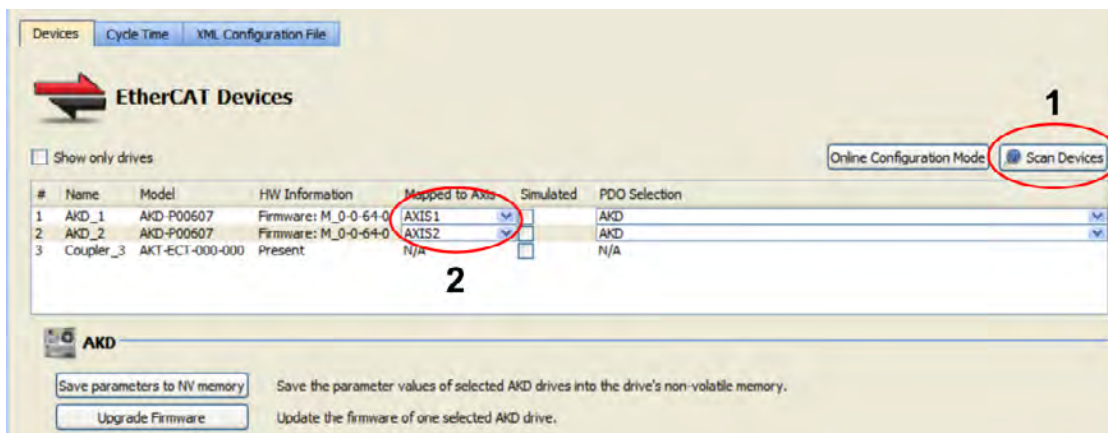 Devices Cycle Time XML Configuration File
EtherCAT Devices
1
Show only drives
Online Configuration Mode Scan Devices
# Name Model HW Information Mapped to Axis Simulated PDO Selection
1 AKD_1 AKD-P00607 Firmware: M_0-0-64-0 AXIS1 AKD
2 AKD_2 AKD-P00607 Firmware: M_0-0-64-0 AXIS2 AKD
3 Coupler_3 AKT-ECT-000-000 Present N/A N/A
2
AKD
Save parameters to NV memory Save the parameter values of selected AKD drives into the drive's non-volatile memory.
Upgrade Firmware Update the firmware of one selected AKD drive.